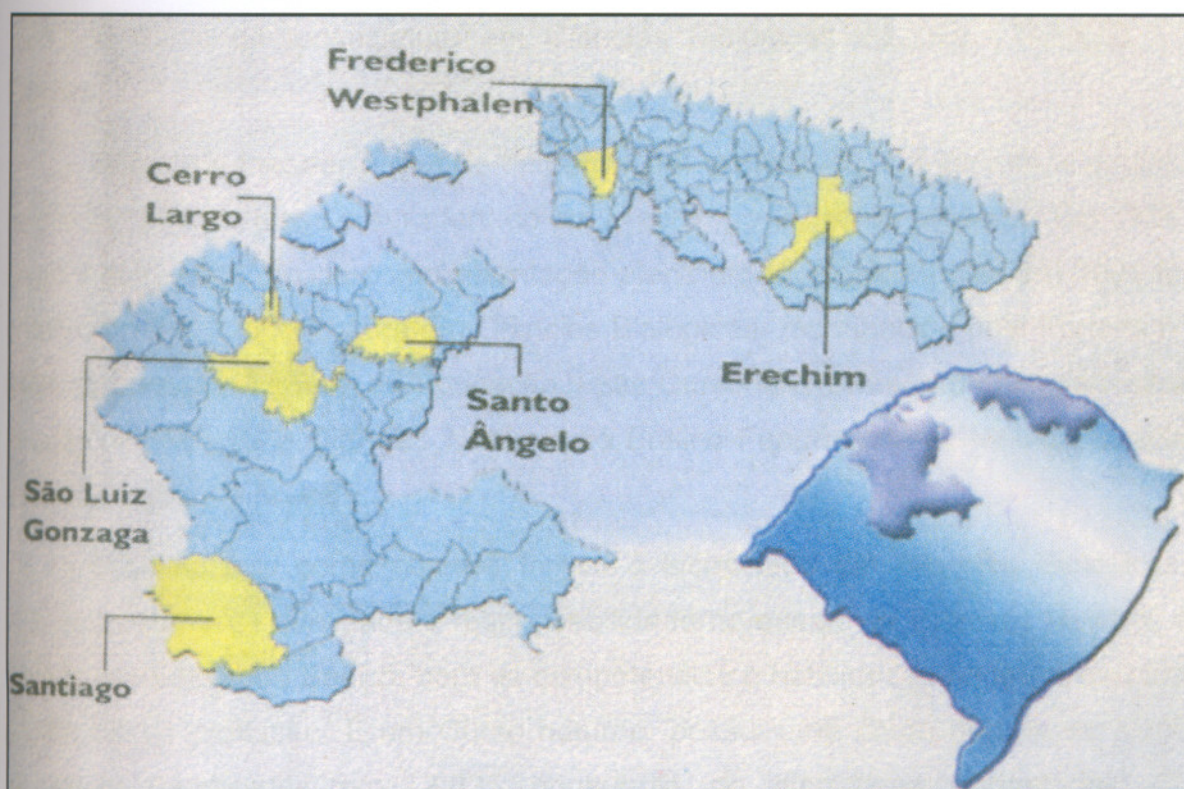 Frederico
Westphalen
Cerro
Largo
Erechim
Santo
Ângelo
São Luiz
Gonzaga
Santiago